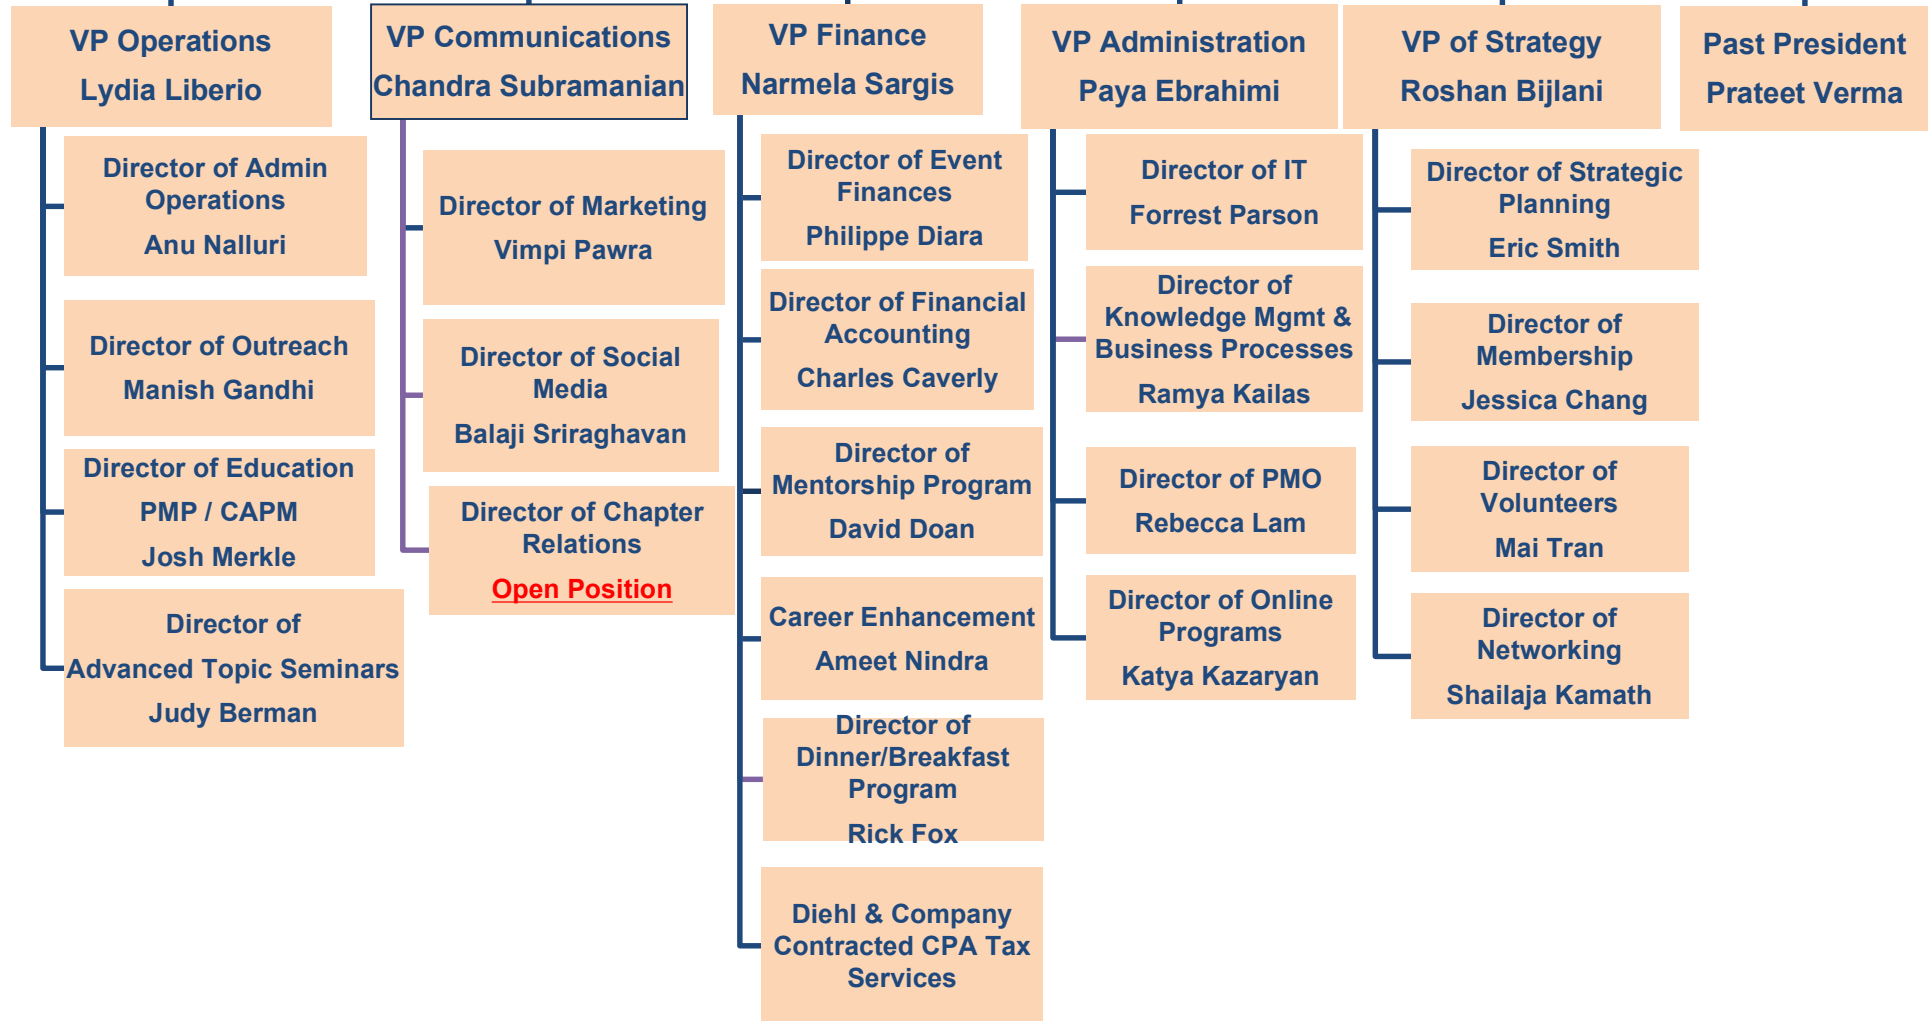 VP Operations
Lydia Liberio
Director of Admin
Operations
Anu Nalluri
Director of Outreach
Manish Gandhi
Director of Education
PMP / CAPM
Josh Merkle
Director of
Advanced Topic Seminars
Judy Berman
VP Communications
Chandra Subramanian
Director of Marketing
Vimpi Pawra
Director of Social
Media
Balaji Sriraghavan
Director of Chapter
Relations
Open Position
VP Finance
Narmela Sargis
Director of Event
Finances
Philippe Diara
Director of Financial
Accounting
Charles Caverly
Director of
Mentorship Program
David Doan
Career Enhancement
Ameet Nindra
Director of
Dinner/Breakfast
Program
Rick Fox
Diehl & Company
Contracted CPA Tax
Services
VP Administration
Paya Ebrahimi
Director of IT
Forrest Parson
Director of
Knowledge Mgmt &
Business Processes
Ramya Kailas
Director of PMO
Rebecca Lam
Director of Online
Programs
Katya Kazaryan
VP of Strategy
Roshan Bijlani
Director of Strategic
Planning
Eric Smith
Director of
Membership
Jessica Chang
Director of
Volunteers
Mai Tran
Director of
Networking
Shailaja Kamath
Past President
Prateet Verma